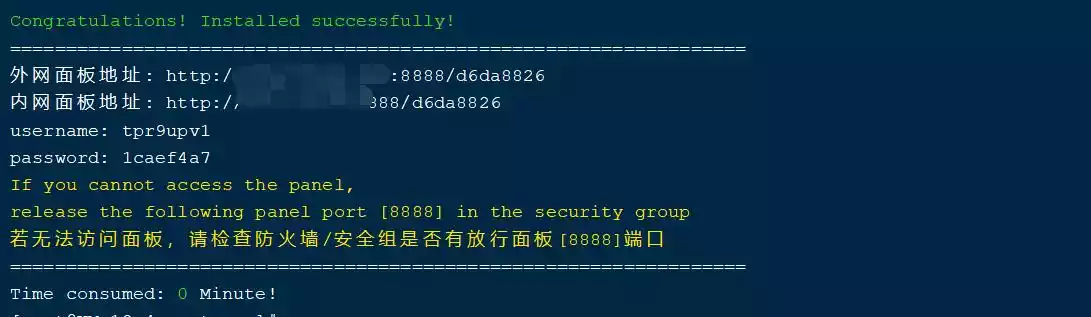 Congratulations! Installed successfully!
==================================================================
外网面板地址: http:/ :8888/d6da8826
内网面板地址: http:/ 888/d6da8826
username: tpr9upv1
password: 1caef4a7
If you cannot access the panel,
release the following panel port [8888] in the security group
若无法访问面板，请检查防火墙/安全组是否有放行面板[8888]端口
==================================================================
Time consumed: 0 Minute!